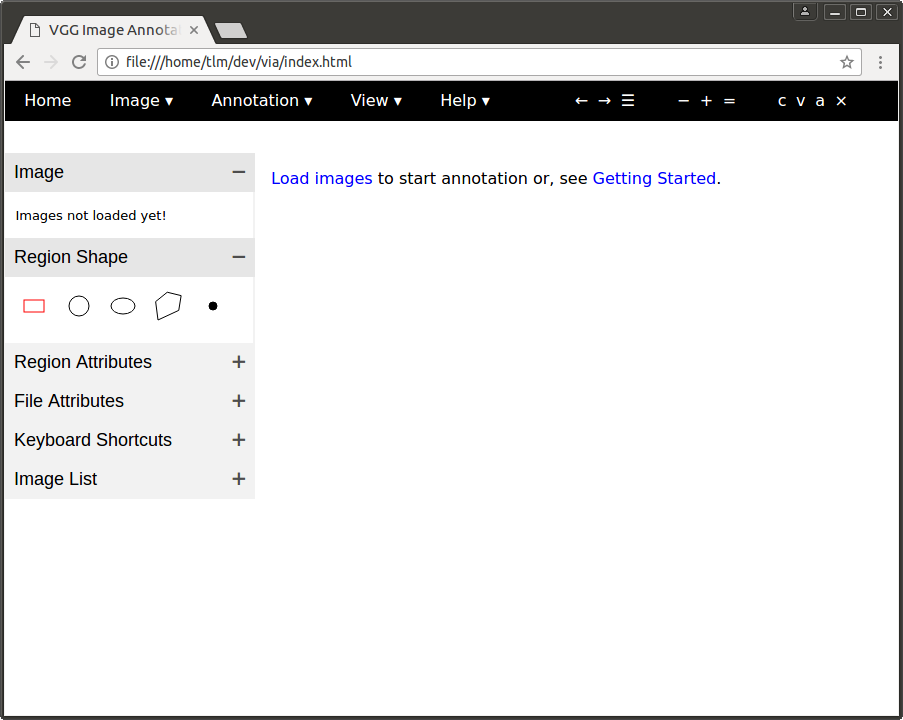 VGG Image Annota
file:///home/tlm/dev/via/index.html
Home Image ▾ Annotation ▾ View ▾ Help ▾ ← → ☰ − + = c v a ×
Image −
Images not loaded yet!
Region Shape −
Region Attributes +
File Attributes +
Keyboard Shortcuts +
Image List +
Load images to start annotation or, see Getting Started.